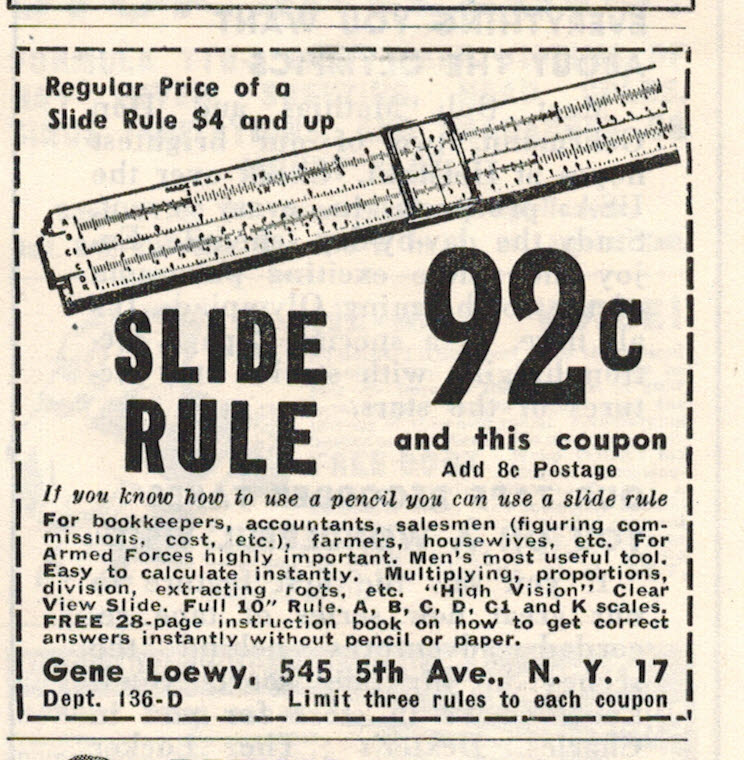 Regular Price of a
Slide Rule $4 and up
MADE IN U.S.A.
SLIDE
RULE
92c
and this coupon
Add 8c Postage
If you know how to use a pencil you can use a slide rule
For bookkeepers, accountants, salesmen (figuring com-
missions, cost, etc.), farmers, housewives, etc. For
Armed Forces highly important. Men's most useful tool.
Easy to calculate instantly. Multiplying, proportions,
division, extracting roots, etc. "High Vision" Clear
View Slide. Full 10" Rule. A, B, C, D, C1 and K scales.
FREE 28-page instruction book on how to get correct
answers instantly without pencil or paper.
Gene Loewy, 545 5th Ave., N. Y. 17
Dept. 136-D Limit three rules to each coupon